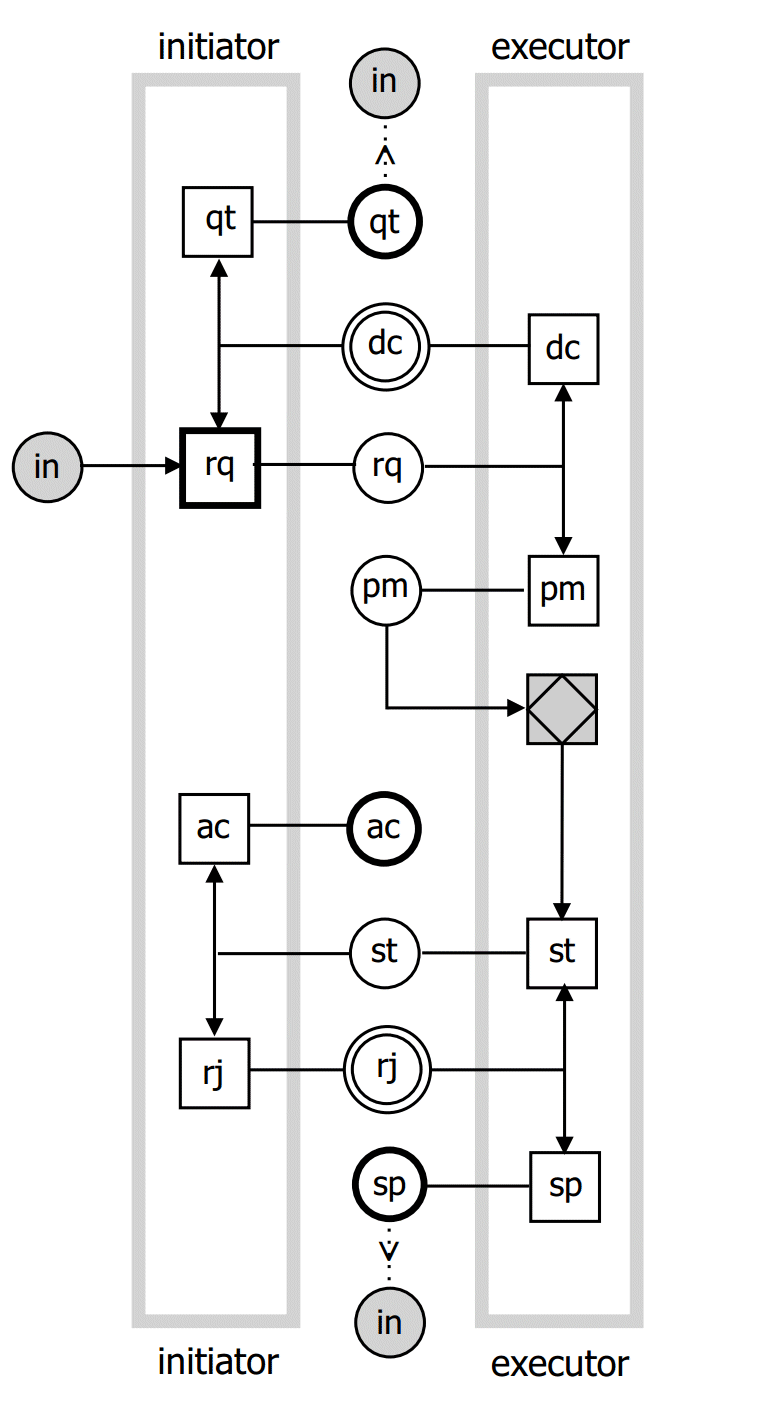 initiator
in
executor
qt
qt
dc
dc
in
rq
rq
pm
pm
ac
ac
st
st
rj
rj
sp
sp
in
initiator
executor